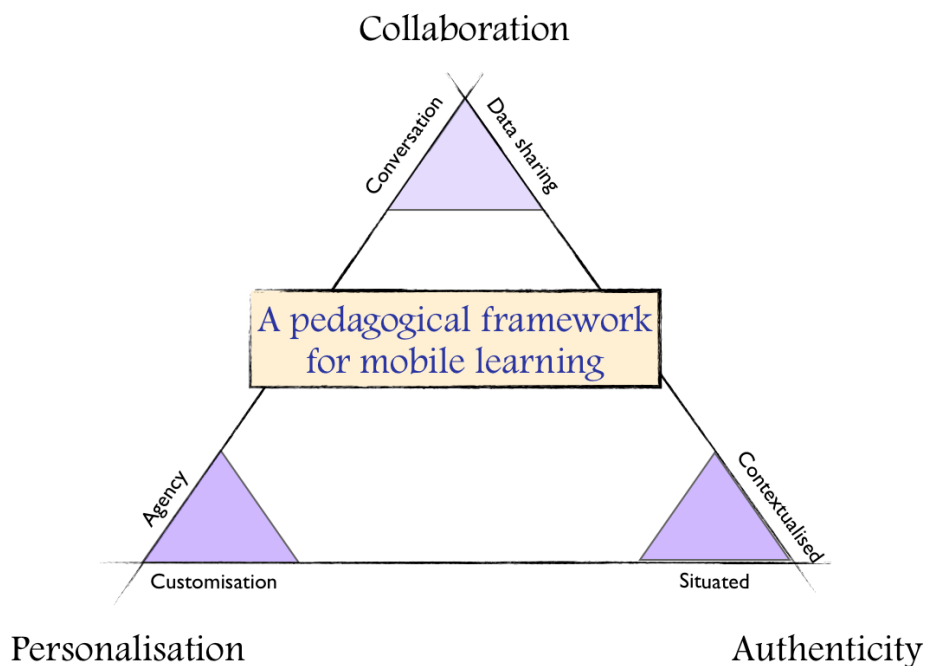 Collaboration
Conversation
Data sharing
A pedagogical framework
for mobile learning
Agency
Contextualised
Customisation
Situated
Personalisation
Authenticity